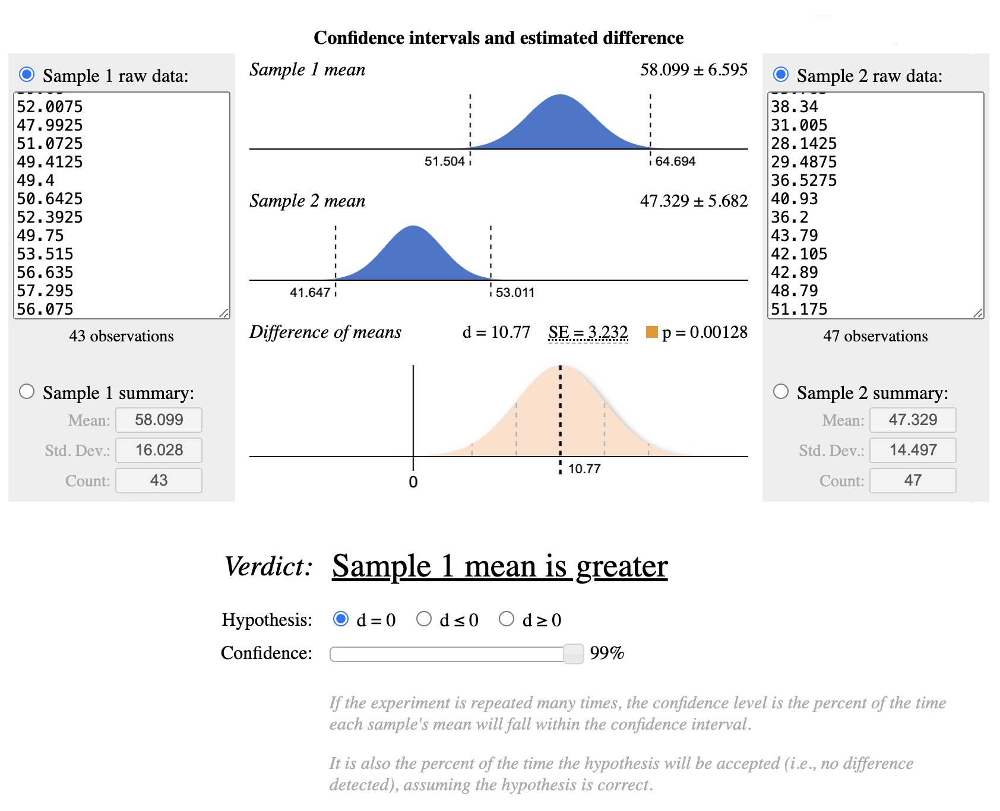 Confidence intervals and estimated difference
Sample 1 raw data:
52.0075
47.9925
51.0725
49.4125
49.4
50.6425
52.3925
49.75
53.515
56.635
57.295
56.075
43 observations
Sample 1 summary:
Mean: 58.099
Std. Dev.: 16.028
Count: 43
Sample 1 mean 58.099 ± 6.595
51.504 64.694
Sample 2 mean 47.329 ± 5.682
41.647 53.011
Difference of means d = 10.77 SE = 3.232 p = 0.00128
10.77
0
Sample 2 raw data:
38.34
31.005
28.1425
29.4875
36.5275
40.93
36.2
43.79
42.105
42.89
48.79
51.175
47 observations
Sample 2 summary:
Mean: 47.329
Std. Dev.: 14.497
Count: 47
Verdict: Sample 1 mean is greater
Hypothesis: d = 0 d ≤ 0 d ≥ 0
Confidence: 99%
If the experiment is repeated many times, the confidence level is the percent of the time
each sample's mean will fall within the confidence interval.
It is also the percent of the time the hypothesis will be accepted (i.e., no difference
detected), assuming the hypothesis is correct.